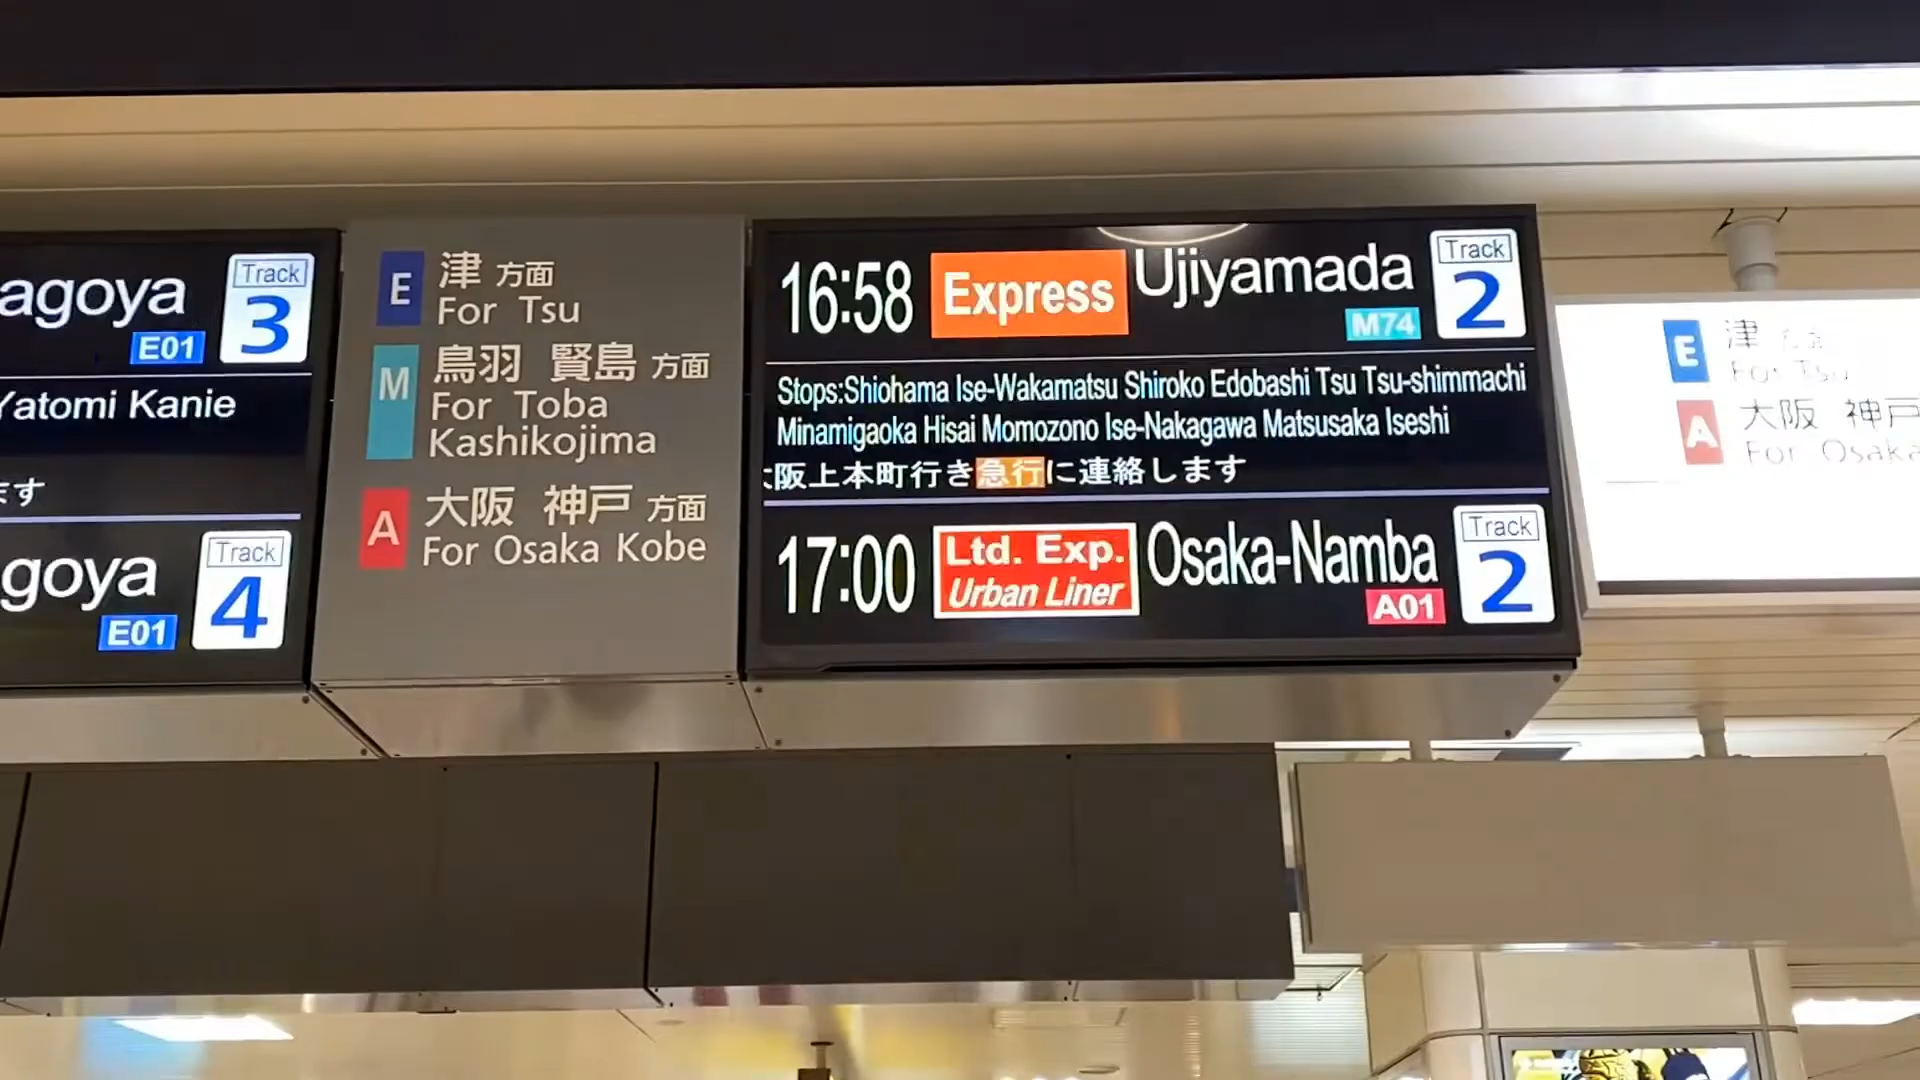 agoya
Track
3
E01
Yatomi Kanie
ます
goya
Track
4
E01
E
津 方面
For Tsu
M
鳥羽 賢島 方面
For Toba
Kashikojima
A
大阪 神戸 方面
For Osaka Kobe
16:58 Express Ujiyamada
M74
Track
2
Stops:Shiohama Ise-Wakamatsu Shiroko Edobashi Tsu Tsu-shimmachi
Minamigaoka Hisai Momozono Ise-Nakagawa Matsusaka Iseshi
阪上本町行き急行に連絡します
17:00 Ltd. Exp.
Urban Liner
Osaka-Namba
A01
Track
2
E
津 方面
For Tsu
A
大阪 神戸
For Osaka